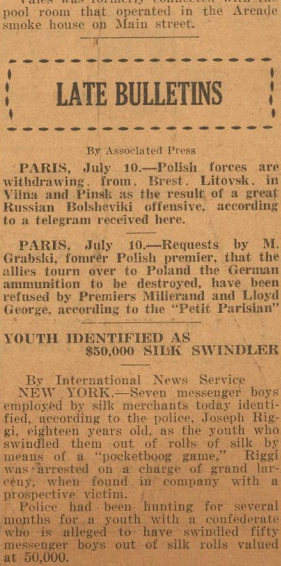 pool room that operated in the Arcade
smoke house on Main street.
LATE BULLETINS
By Associated Press
PARIS, July 10.—Polish forces are
withdrawing from Brest Litovsk, in
Vilna and Pinsk as the result of a great
Russian Bolsheviki offensive, according
to a telegram received here.
PARIS, July 10.—Requests by M.
Grabski, fomrer Polish premier, that the
allies tourn over to Poland the German
ammunition to be destroyed, have been
refused by Premiers Millerand and Lloyd
George, according to the "Petit Parisian"
YOUTH IDENTIFIED AS
$50,000 SILK SWINDLER
By International News Service
NEW YORK.—Seven messenger boys
employed by silk merchants today identi-
fied, according to the police, Joseph Rig-
gi, eighteen years old, as the youth who
swindled them out of rolls of silk by
means of a "pocketboog game," Riggi
was arrested on a charge of grand lar-
ceny, when found in company with a
prospective victim.
Police had been hunting for several
months for a youth with a confederate
who is alleged to have swindled fifty
messenger boys out of silk rolls valued
at 50,000.